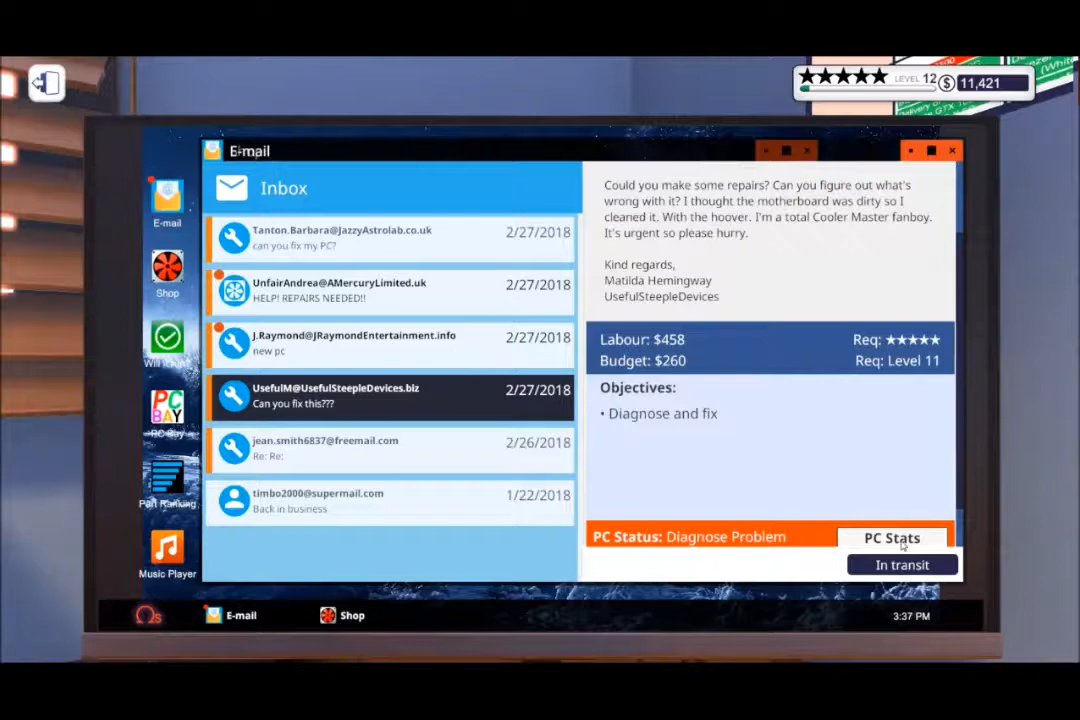 LEVEL 12
$ 11,421
E-mail
Inbox
Tanton.Barbara@JazzyAstrolab.co.uk
2/27/2018
can you fix my PC?
UnfairAndrea@AMercuryLimited.uk
2/27/2018
HELP! REPAIRS NEEDED!!
J.Raymond@JRaymondEntertainment.info
2/27/2018
new pc
UsefulM@UsefulSteepleDevices.biz
2/27/2018
Can you fix this???
jean.smith6837@freemail.com
2/26/2018
Re: Re:
timbo2000@supermail.com
1/22/2018
Back in business
Could you make some repairs? Can you figure out what's
wrong with it? I thought the motherboard was dirty so I
cleaned it. With the hoover. I'm a total Cooler Master fanboy.
It's urgent so please hurry.
Kind regards,
Matilda Hemingway
UsefulSteepleDevices
Labour: $458
Req: ★★★★★
Budget: $260
Req: Level 11
Objectives:
• Diagnose and fix
PC Status: Diagnose Problem
PC Stats
In transit
E-mail
Shop
PC
BAY
PC Bay
Part Ranking
Music Player
E-mail
Shop
3:37 PM
(White
GTX